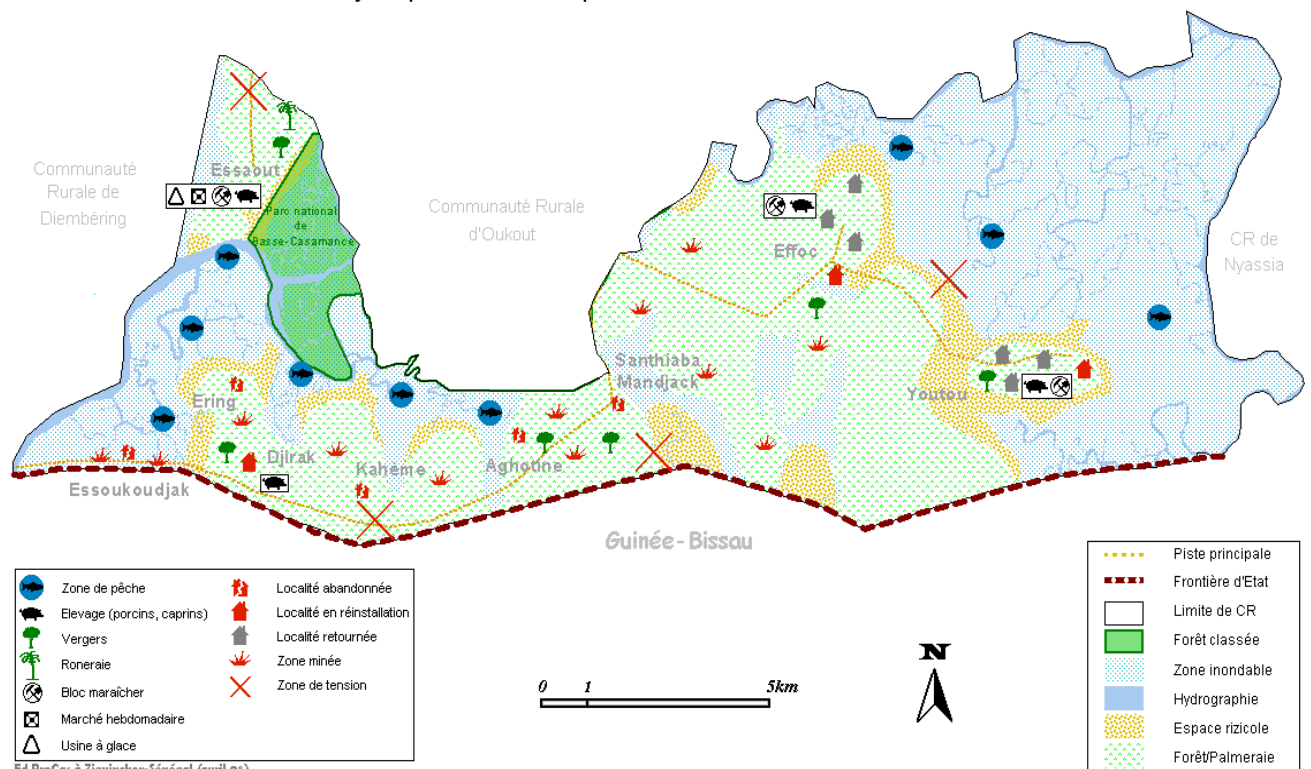 Communauté
Rurale de
Diembéring
Essaout
Parc national
de
Basse-Casamance
Communauté Rurale
d'Oukout
Effoc
CR de
Nyassia
Santhiaba
Mandjack
Youtou
Ering
Djirak
Kahème
Aghotine
Essoukoudjak
Guinée-Bissau
Zone de pêche
Elevage (porcins, caprins)
Vergers
Roneraie
Bloc maraîcher
Marché hebdomadaire
Usine à glace
Localité abandonnée
Localité en réinstallation
Localité retournée
Zone minée
Zone de tension
0 1 5km
N
Piste principale
Frontière d'Etat
Limite de CR
Forêt classée
Zone inondable
Hydrographie
Espace rizicole
Forêt/Palmeraie